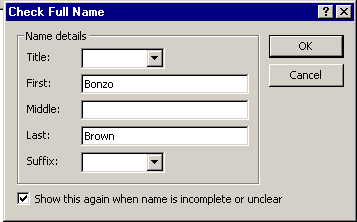 Check Full Name
Name details
Title:
First: Bonzo
Middle:
Last: Brown
Suffix:
OK
Cancel
Show this again when name is incomplete or unclear